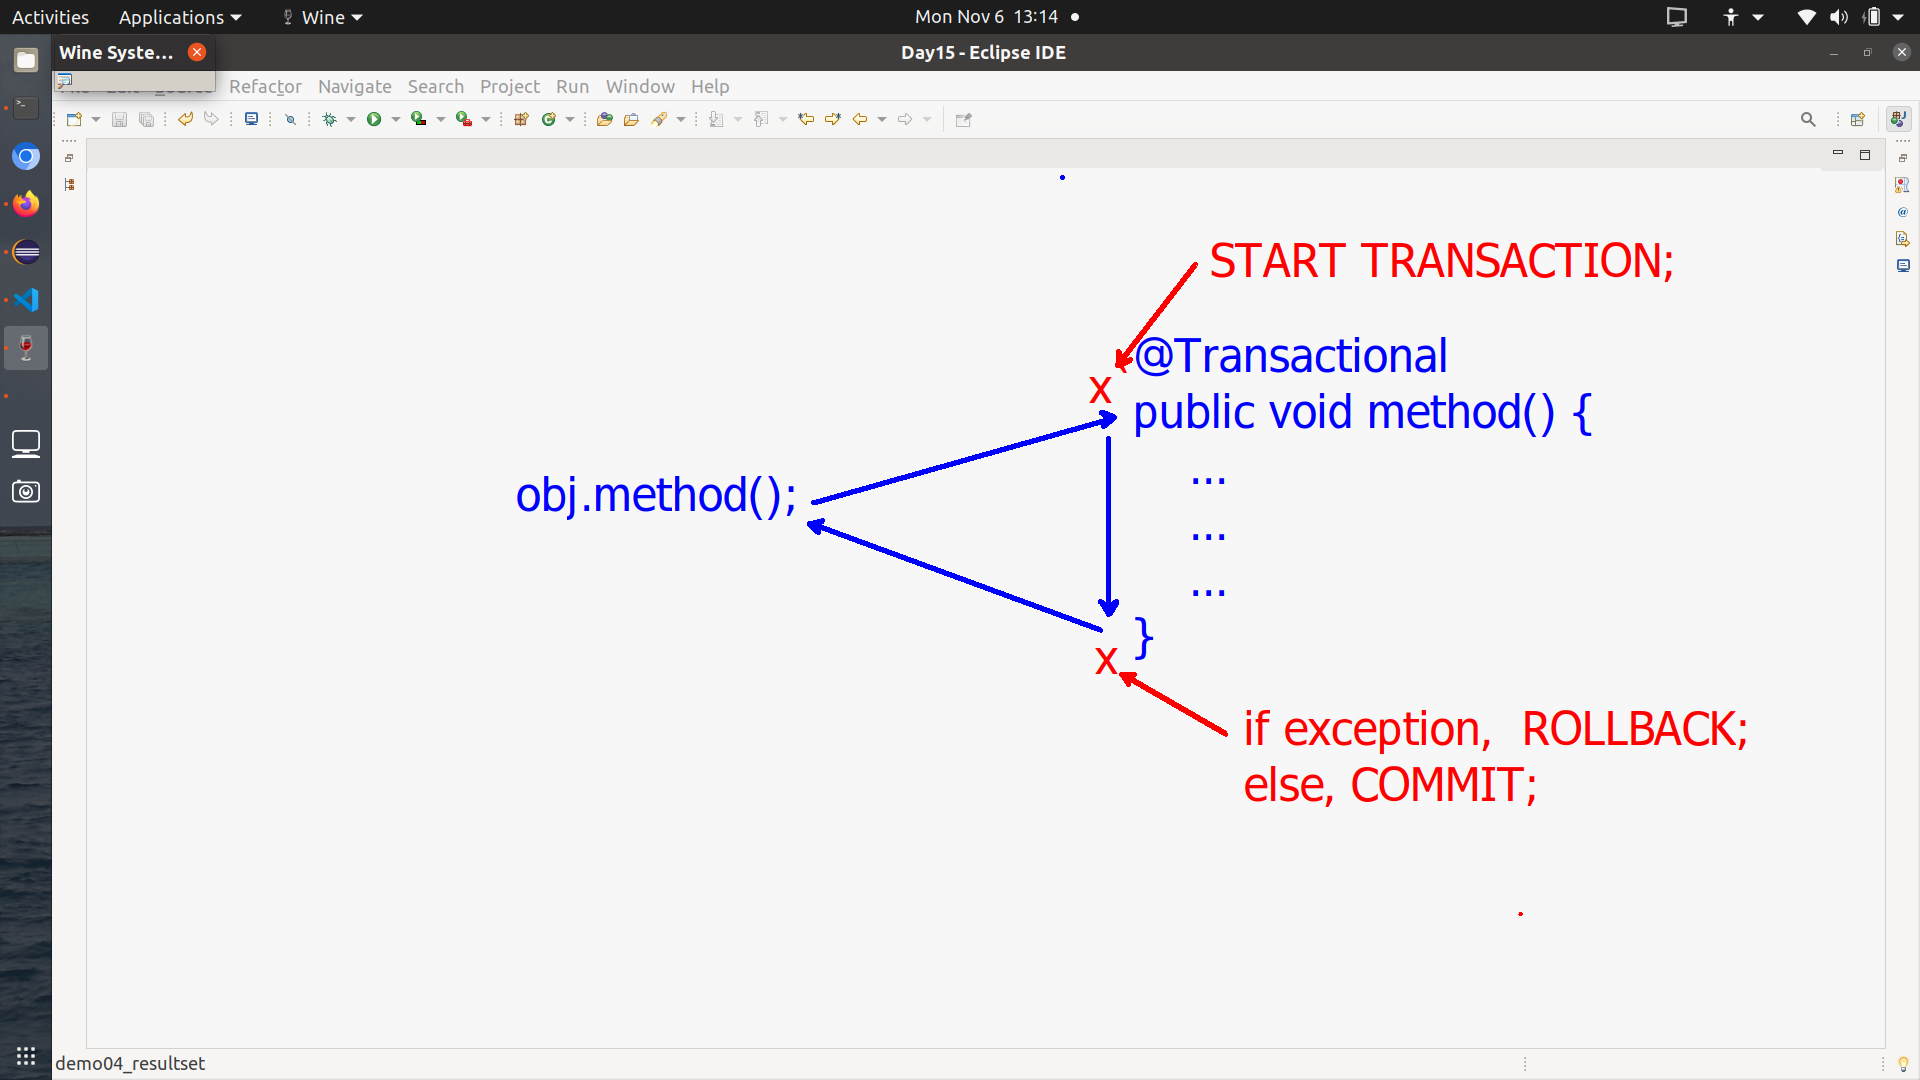 Activities Applications Wine Mon Nov 6 13:14
Wine Syste...
Day15 - Eclipse IDE
Refactor Navigate Search Project Run Window Help
START TRANSACTION;
x @Transactional
public void method() {
...
obj.method();
...
...
}
x
if exception, ROLLBACK;
else, COMMIT;
demo04_resultset